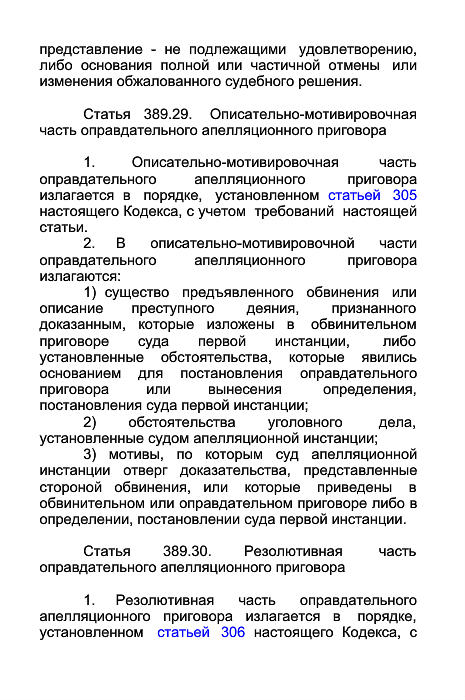 представление - не подлежащими удовлетворению,
либо основания полной или частичной отмены или
изменения обжалованного судебного решения.
Статья 389.29. Описательно-мотивировочная
часть оправдательного апелляционного приговора
1. Описательно-мотивировочная часть
оправдательного апелляционного приговора
излагается в порядке, установленном статьей 305
настоящего Кодекса, с учетом требований настоящей
статьи.
2. В описательно-мотивировочной части
оправдательного апелляционного приговора
излагаются:
1) существо предъявленного обвинения или
описание преступного деяния, признанного
доказанным, которые изложены в обвинительном
приговоре суда первой инстанции, либо
установленные обстоятельства, которые явились
основанием для постановления оправдательного
приговора или вынесения определения,
постановления суда первой инстанции;
2) обстоятельства уголовного дела,
установленные судом апелляционной инстанции;
3) мотивы, по которым суд апелляционной
инстанции отверг доказательства, представленные
стороной обвинения, или которые приведены в
обвинительном или оправдательном приговоре либо в
определении, постановлении суда первой инстанции.
Статья 389.30. Резолютивная часть
оправдательного апелляционного приговора
1. Резолютивная часть оправдательного
апелляционного приговора излагается в порядке,
установленном статьей 306 настоящего Кодекса, с